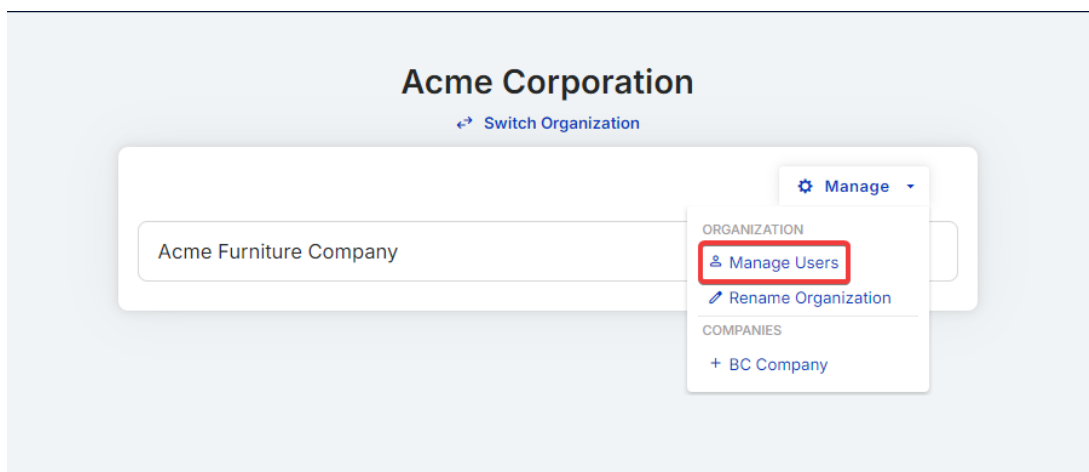 Acme Corporation
Switch Organization
Manage
Acme Furniture Company
ORGANIZATION
Manage Users
Rename Organization
COMPANIES
+ BC Company